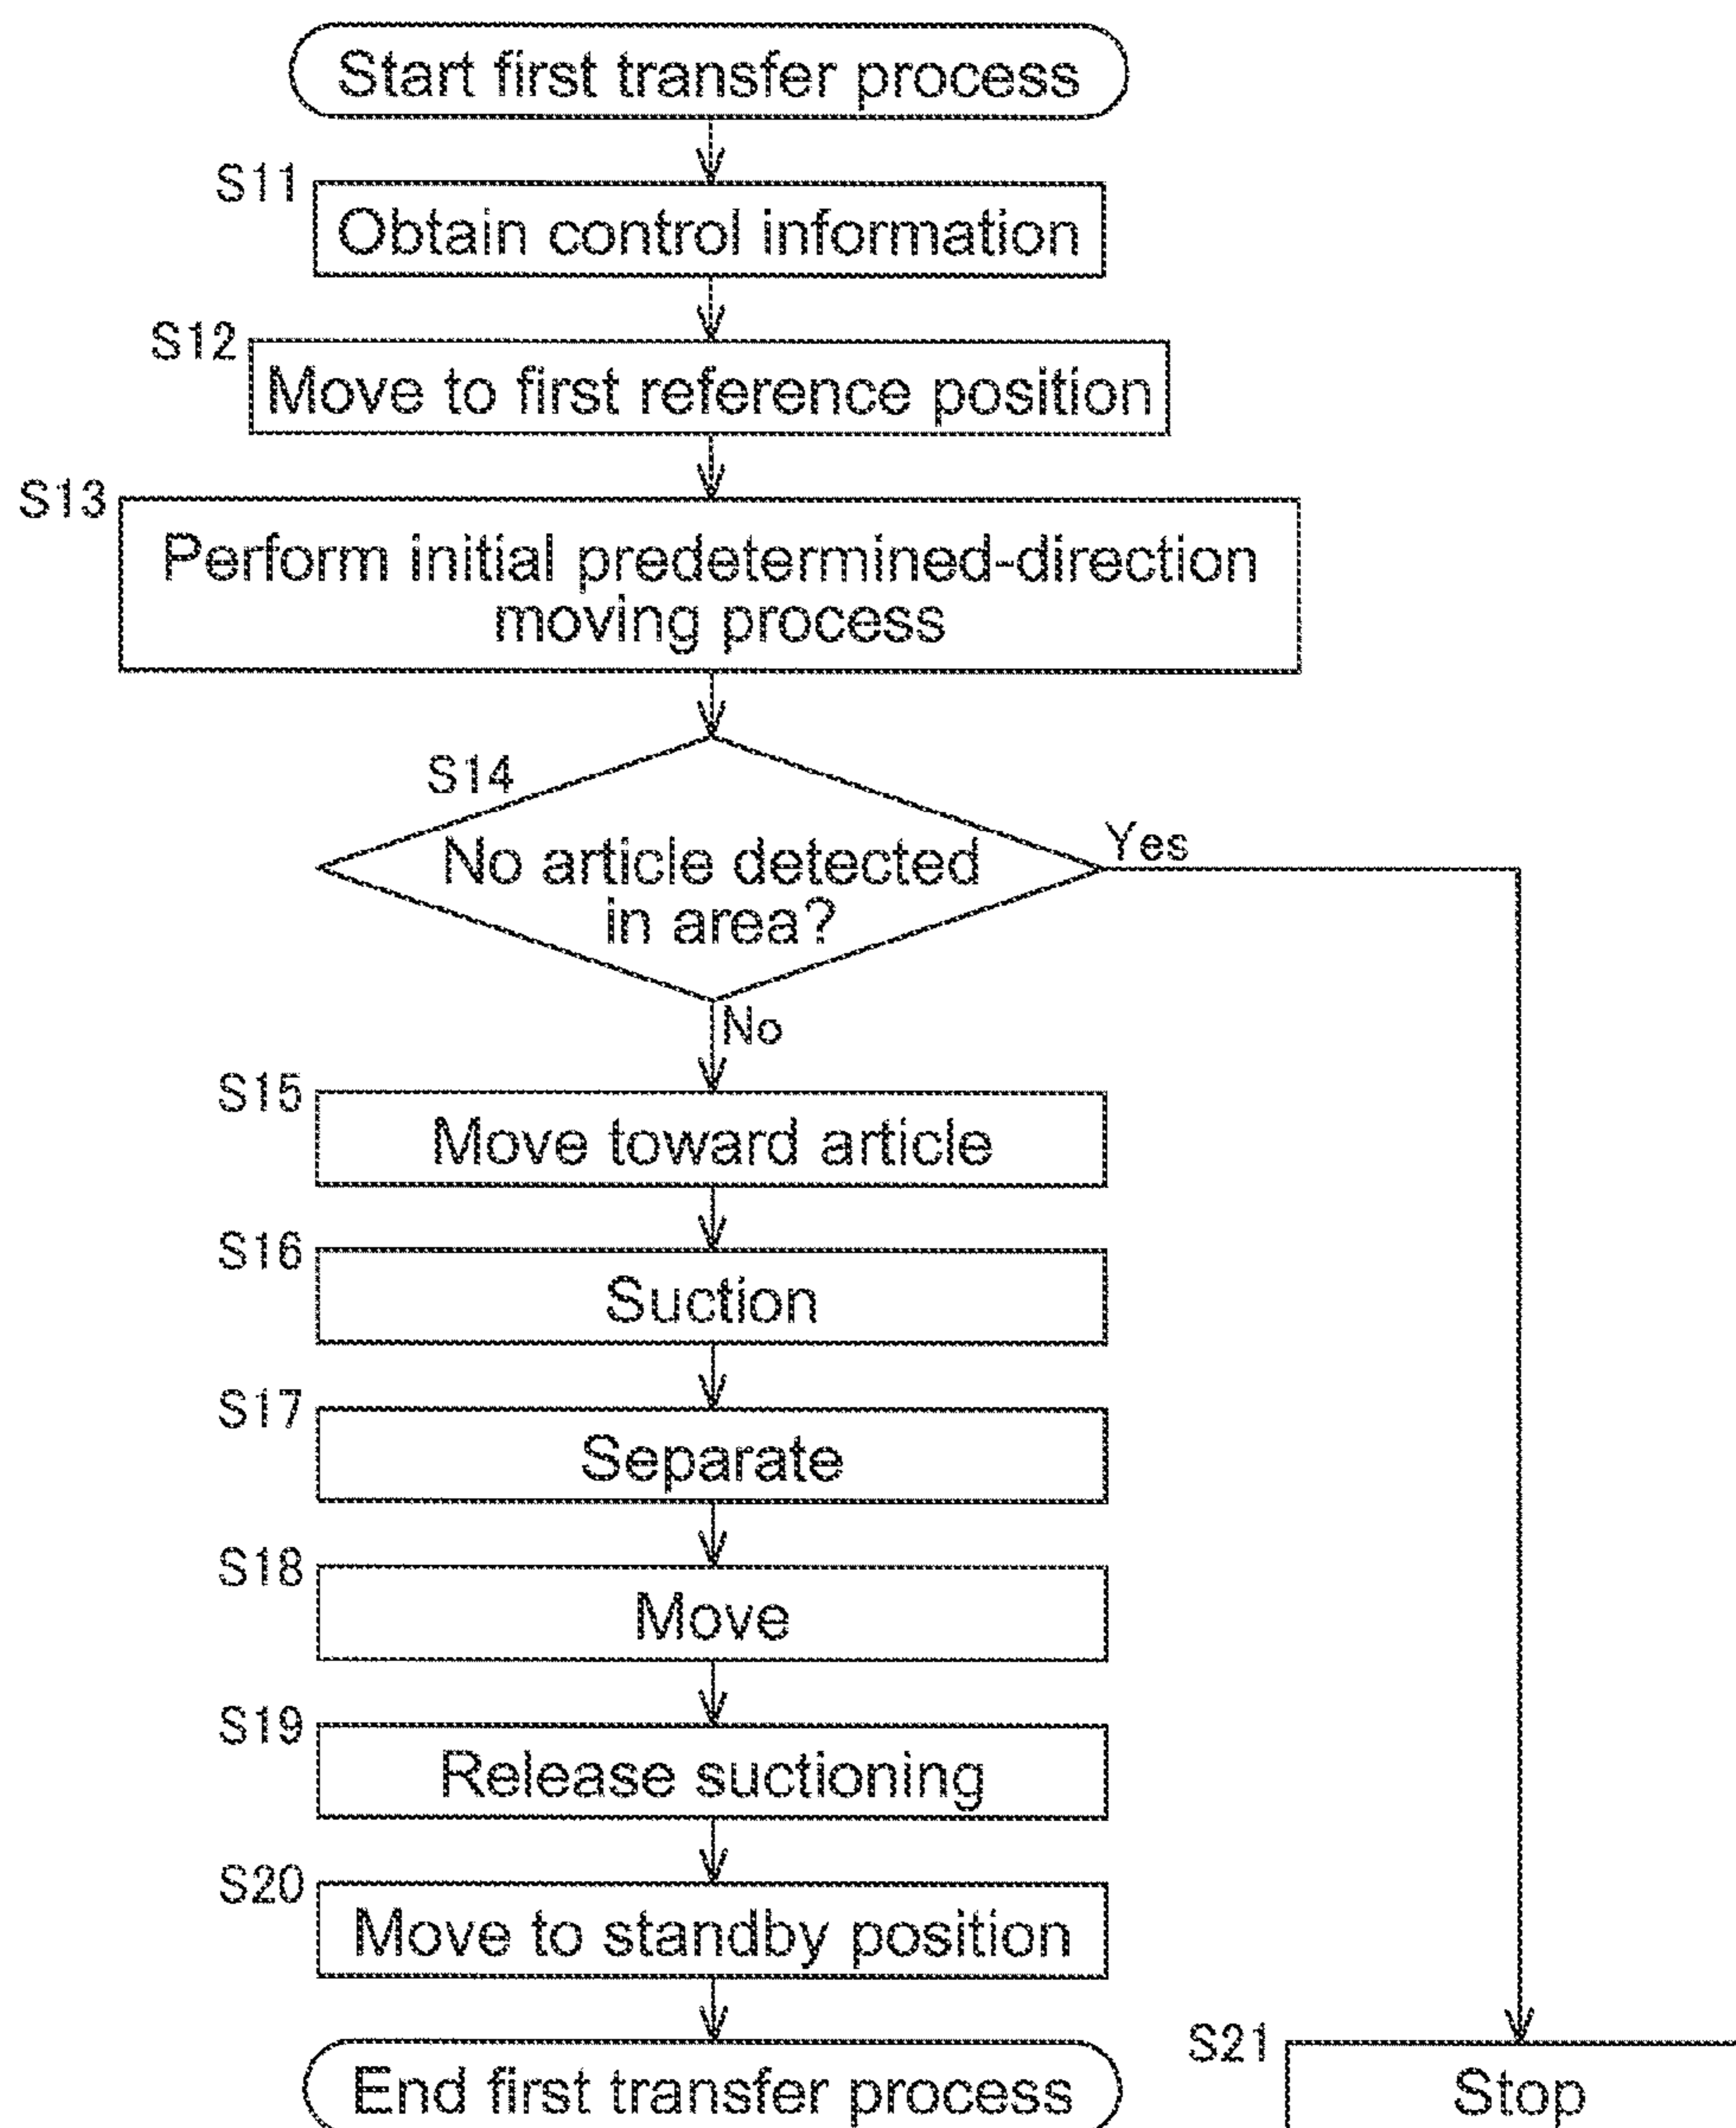 Start first transfer process
S11
Obtain control information
S12
Move to first reference position
S13
Perform initial predetermined-direction
moving process
S14
No article detected
in area?
Yes
No
S15
Move toward article
S16
Suction
S17
Separate
S18
Move
S19
Release suctioning
S20
Move to standby position
End first transfer process
S21
Stop